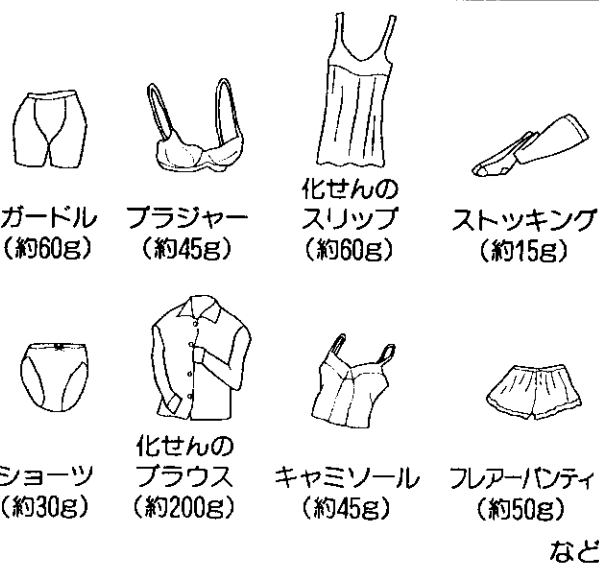 化せんの
ガードル ブラジャー スリップ ストッキング
(約60g) (約45g) (約60g) (約15g)
化せんの
ショーツ ブラウス キャミソール フレアーパンティ
(約30g) (約200g) (約45g) (約50g)
など